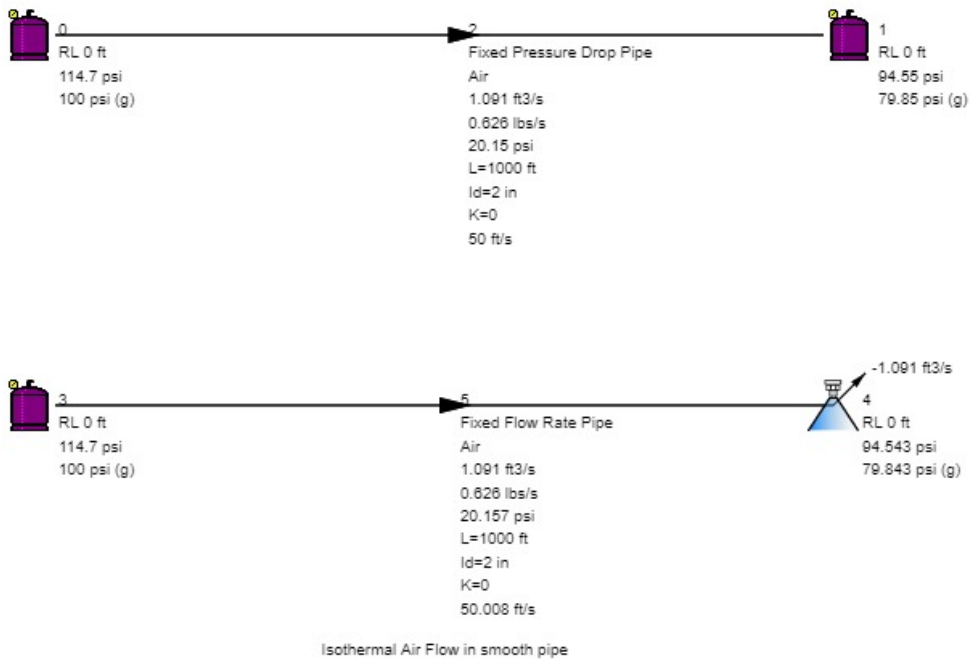 0
RL 0 ft
114.7 psi
100 psi (g)
2
Fixed Pressure Drop Pipe
Air
1.091 ft3/s
0.626 lbs/s
20.15 psi
L=1000 ft
Id=2 in
K=0
50 ft/s
1
RL 0 ft
94.55 psi
79.85 psi (g)
3
RL 0 ft
114.7 psi
100 psi (g)
5
Fixed Flow Rate Pipe
Air
1.091 ft3/s
0.626 lbs/s
20.157 psi
L=1000 ft
Id=2 in
K=0
50.008 ft/s
-1.091 ft3/s
4
RL 0 ft
94.543 psi
79.843 psi (g)
Isothermal Air Flow in smooth pipe